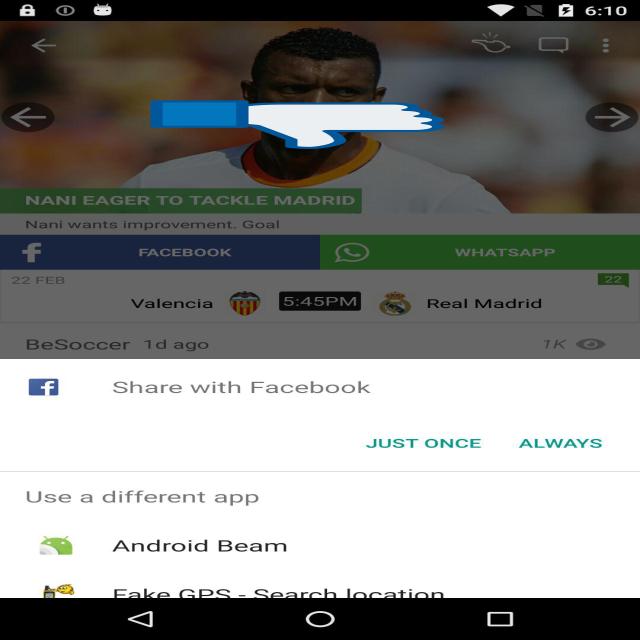 6:10
NANI EAGER TO TACKLE MADRID
Nani wants improvement. Goal
FACEBOOK
WHATSAPP
22 FEB
22
Valencia 5:45PM Real Madrid
BeSoccer 1d ago 1K
Share with Facebook
JUST ONCE ALWAYS
Use a different app
Android Beam
Fake GPS - Search location